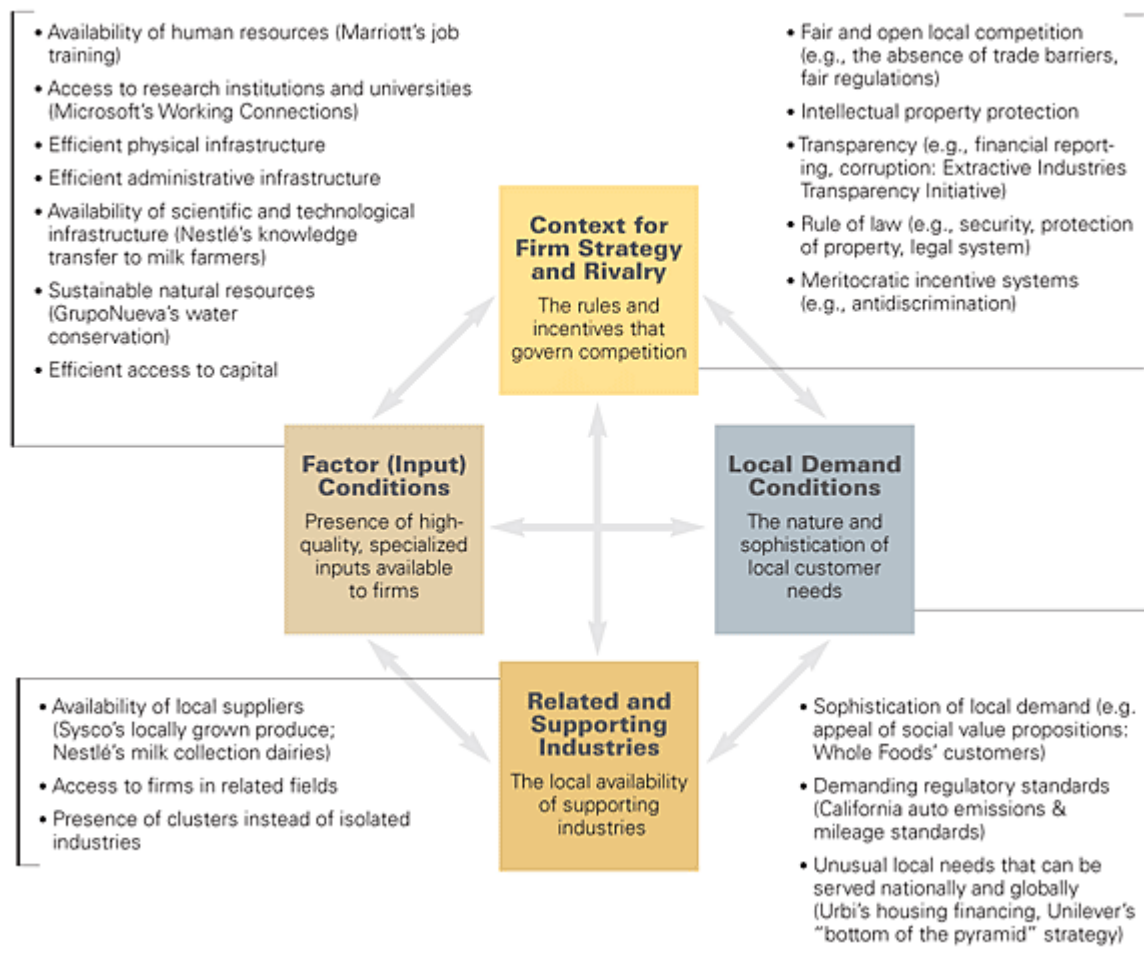 • Availability of human resources (Marriott's job
training)
• Access to research institutions and universities
(Microsoft's Working Connections)
• Efficient physical infrastructure
• Efficient administrative infrastructure
• Availability of scientific and technological
infrastructure (Nestlé's knowledge
transfer to milk farmers)
• Sustainable natural resources
(GrupoNueva's water
conservation)
• Efficient access to capital
• Fair and open local competition
(e.g., the absence of trade barriers,
fair regulations)
• Intellectual property protection
• Transparency (e.g., financial report-
ing, corruption: Extractive Industries
Transparency Initiative)
• Rule of law (e.g., security, protection
of property, legal system)
• Meritocratic incentive systems
(e.g., antidiscrimination)
Context for
Firm Strategy
and Rivalry
The rules and
incentives that
govern competition
Factor (Input)
Conditions
Presence of high-
quality, specialized
inputs available
to firms
Local Demand
Conditions
The nature and
sophistication of
local customer
needs
Related and
Supporting
Industries
The local availability
of supporting
industries
• Availability of local suppliers
(Sysco's locally grown produce;
Nestlé's milk collection dairies)
• Access to firms in related fields
• Presence of clusters instead of isolated
industries
• Sophistication of local demand (e.g.
appeal of social value propositions:
Whole Foods' customers)
• Demanding regulatory standards
(California auto emissions &
mileage standards)
• Unusual local needs that can be
served nationally and globally
(Urbi's housing financing, Unilever's
"bottom of the pyramid" strategy)